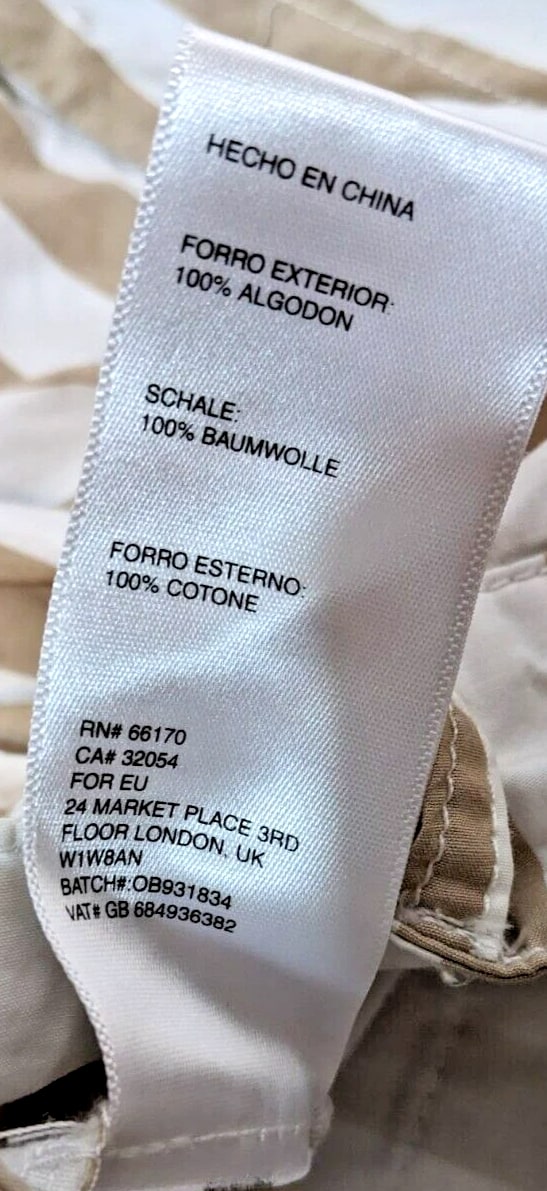 HECHO EN CHINA
FORRO EXTERIOR:
100% ALGODON
SCHALE:
100% BAUMWOLLE
FORRO ESTERNO:
100% COTONE
RN# 66170
CA# 32054
FOR EU
24 MARKET PLACE 3RD
FLOOR LONDON, UK
W1W8AN
BATCH#:OB931834
VAT# GB 684936382